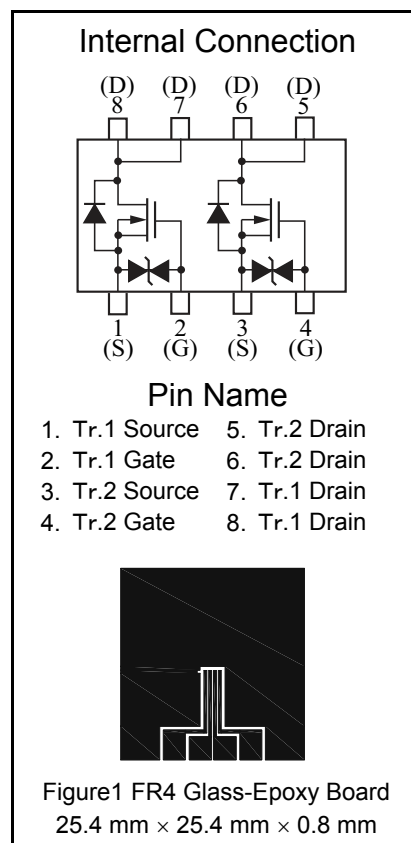 Internal Connection
(D) (D) (D) (D)
8 7 6 5
1 2 3 4
(S) (G) (S) (G)
Pin Name
1. Tr.1 Source 5. Tr.2 Drain
2. Tr.1 Gate 6. Tr.2 Drain
3. Tr.2 Source 7. Tr.1 Drain
4. Tr.2 Gate 8. Tr.1 Drain
Figure1 FR4 Glass-Epoxy Board
25.4 mm × 25.4 mm × 0.8 mm